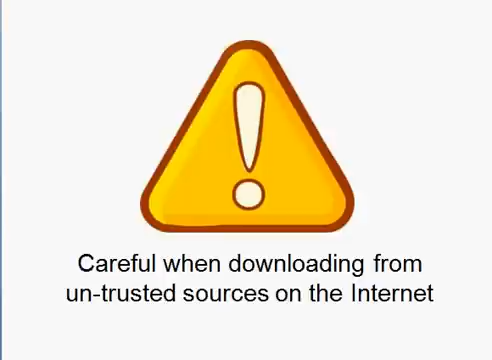 Careful when downloading from
un-trusted sources on the Internet